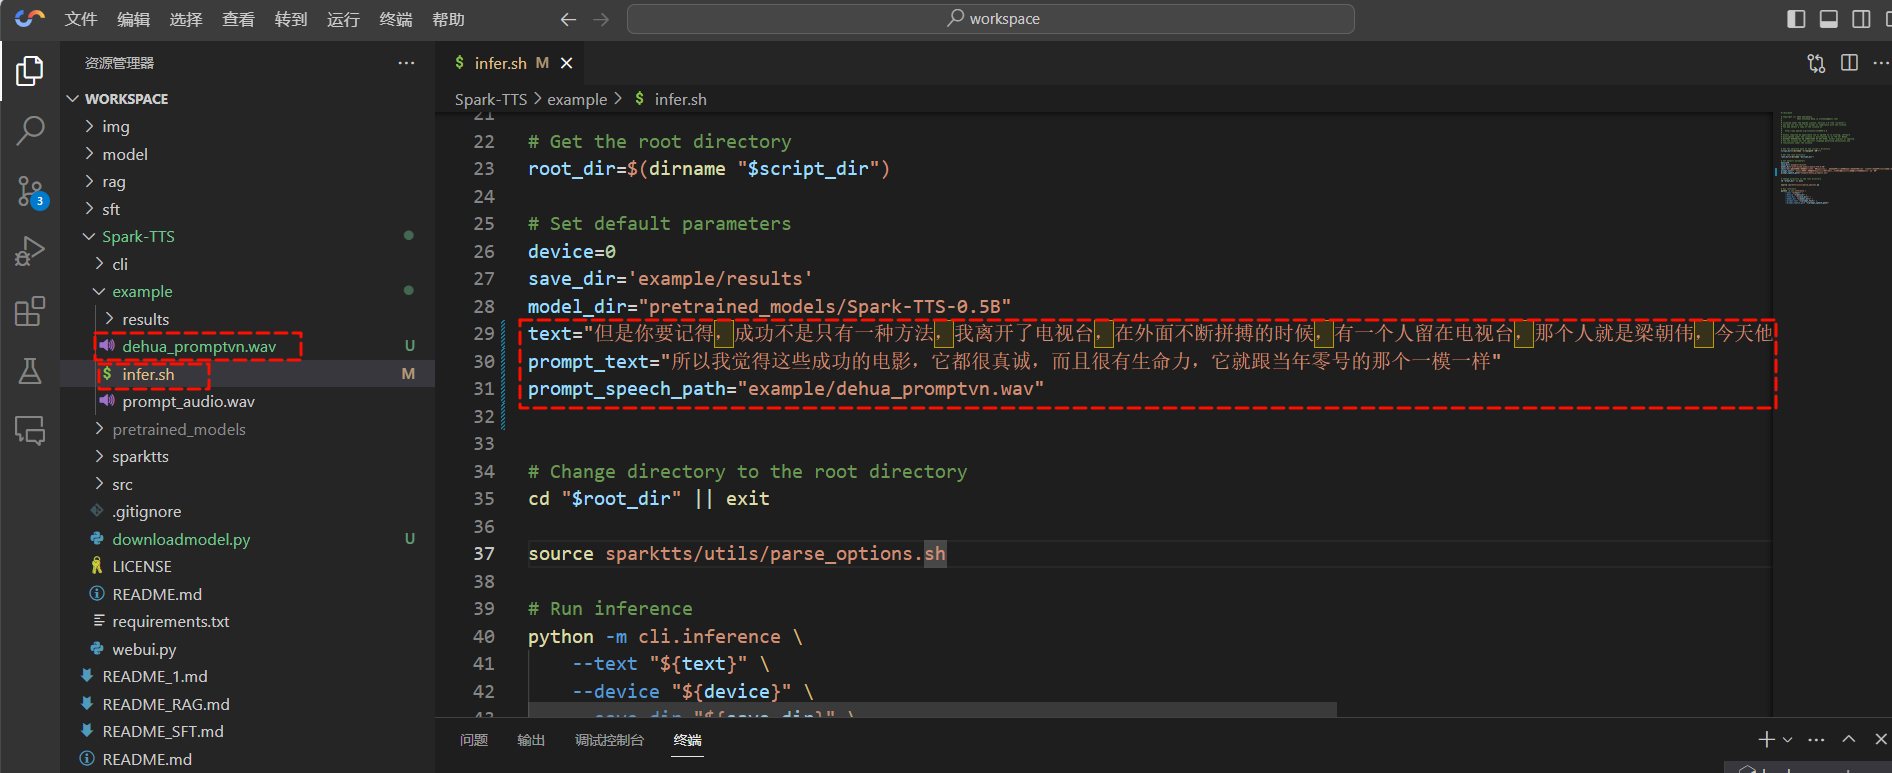 文件 编辑 选择 查看 转到 运行 终端 帮助 workspace
资源管理器
infer.sh M
Spark-TTS > example > $ infer.sh
WORKSPACE
img
model
rag
sft
Spark-TTS
cli
example
results
dehua_promptvn.wav U
infer.sh M
prompt_audio.wav
pretrained_models
sparktts
src
.gitignore
downloadmodel.py U
LICENSE
README.md
requirements.txt
webui.py
README_1.md
README_RAG.md
README_SFT.md
README.md
3
21
22 # Get the root directory
23 root_dir=$(dirname "$script_dir")
24
25 # Set default parameters
26 device=0
27 save_dir='example/results'
28 model_dir="pretrained_models/Spark-TTS-0.5B"
29 text="但是你要记得，成功不是只有一种方法，我离开了电视台，在外面不断拼搏的时候，有一个人留在电视台，那个人就是梁朝伟，今天他
30 prompt_text="所以我觉得这些成功的电影，它都很真诚，而且很有生命力，它就跟当年零号的那个一模一样"
31 prompt_speech_path="example/dehua_promptvn.wav"
32
33
34 # Change directory to the root directory
35 cd "$root_dir" || exit
36
37 source sparktts/utils/parse_options.sh
38
39 # Run inference
40 python -m cli.inference \
41 --text "${text}" \
42 --device "${device}" \
43 --save_dir "${save_dir}" \
问题 输出 调试控制台 终端